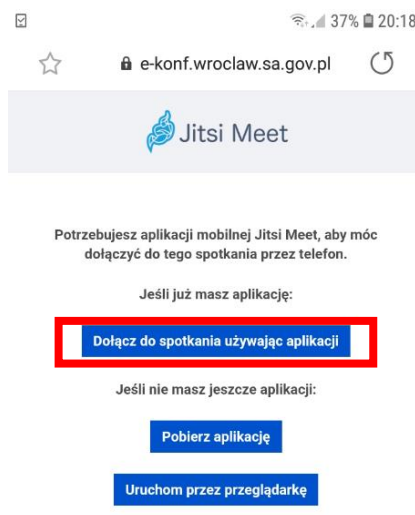 37% 20:18
e-konf.wroclaw.sa.gov.pl
Jitsi Meet
Potrzebujesz aplikacji mobilnej Jitsi Meet, aby móc
dołączyć do tego spotkania przez telefon.
Jeśli już masz aplikację:
Dołącz do spotkania używając aplikacji
Jeśli nie masz jeszcze aplikacji:
Pobierz aplikację
Uruchom przez przeglądarkę